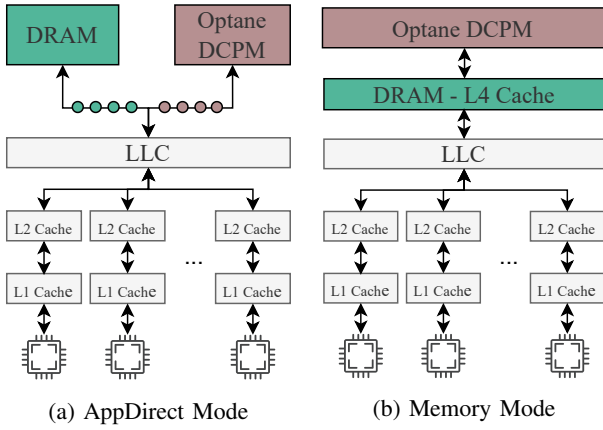 DRAM
Optane
DCPM
LLC
L2 Cache
L2 Cache
L2 Cache
...
L1 Cache
L1 Cache
L1 Cache
(a) AppDirect Mode
Optane DCPM
DRAM - L4 Cache
LLC
L2 Cache
L2 Cache
L2 Cache
...
L1 Cache
L1 Cache
L1 Cache
(b) Memory Mode